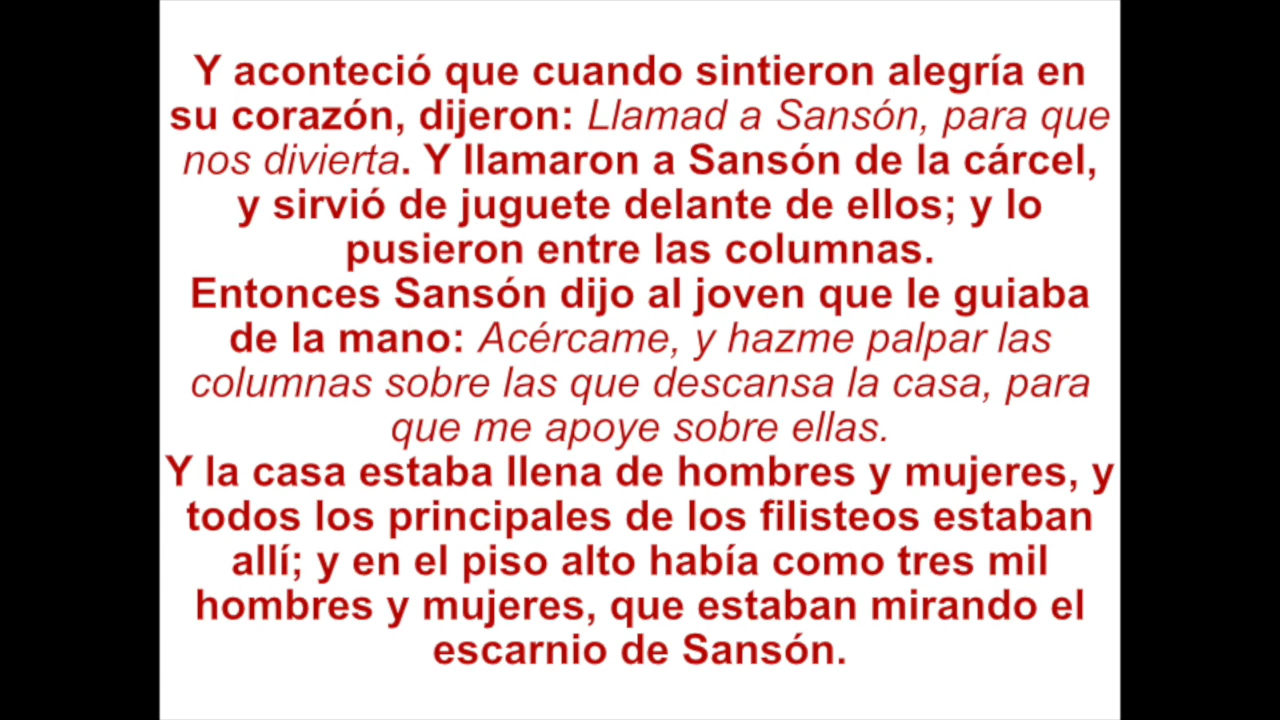 Y aconteció que cuando sintieron alegría en
su corazón, dijeron: Llamad a Sansón, para que
nos divierta. Y llamaron a Sansón de la cárcel,
y sirvió de juguete delante de ellos; y lo
pusieron entre las columnas.
Entonces Sansón dijo al joven que le guiaba
de la mano: Acércame, y hazme palpar las
columnas sobre las que descansa la casa, para
que me apoye sobre ellas.
Y la casa estaba llena de hombres y mujeres, y
todos los principales de los filisteos estaban
allí; y en el piso alto había como tres mil
hombres y mujeres, que estaban mirando el
escarnio de Sansón.